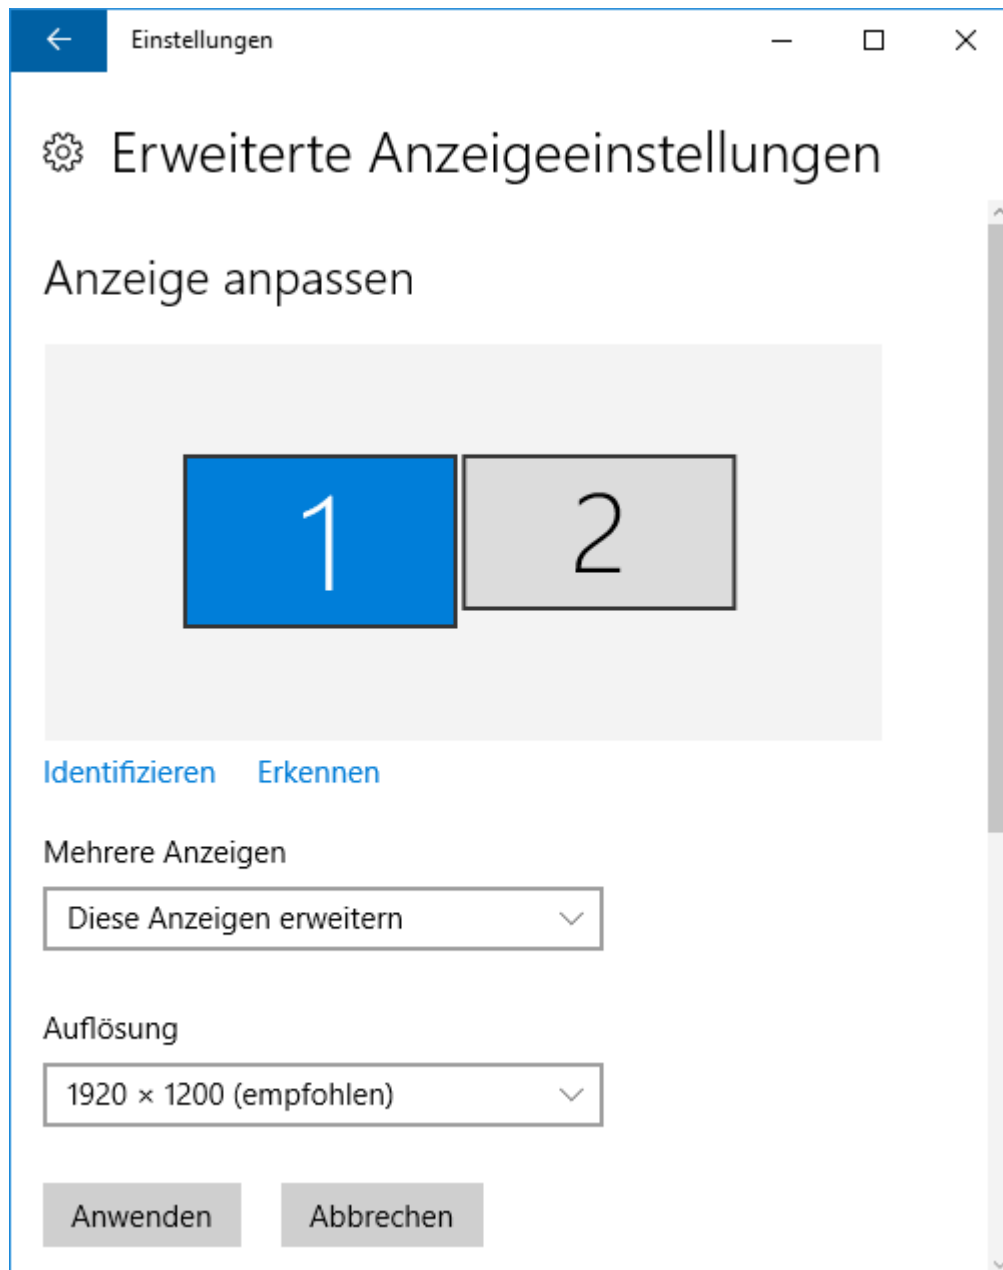 Einstellungen
Erweiterte Anzeigeeinstellungen
Anzeige anpassen
1 2
Identifizieren Erkennen
Mehrere Anzeigen
Diese Anzeigen erweitern
Auflösung
1920 × 1200 (empfohlen)
Anwenden Abbrechen